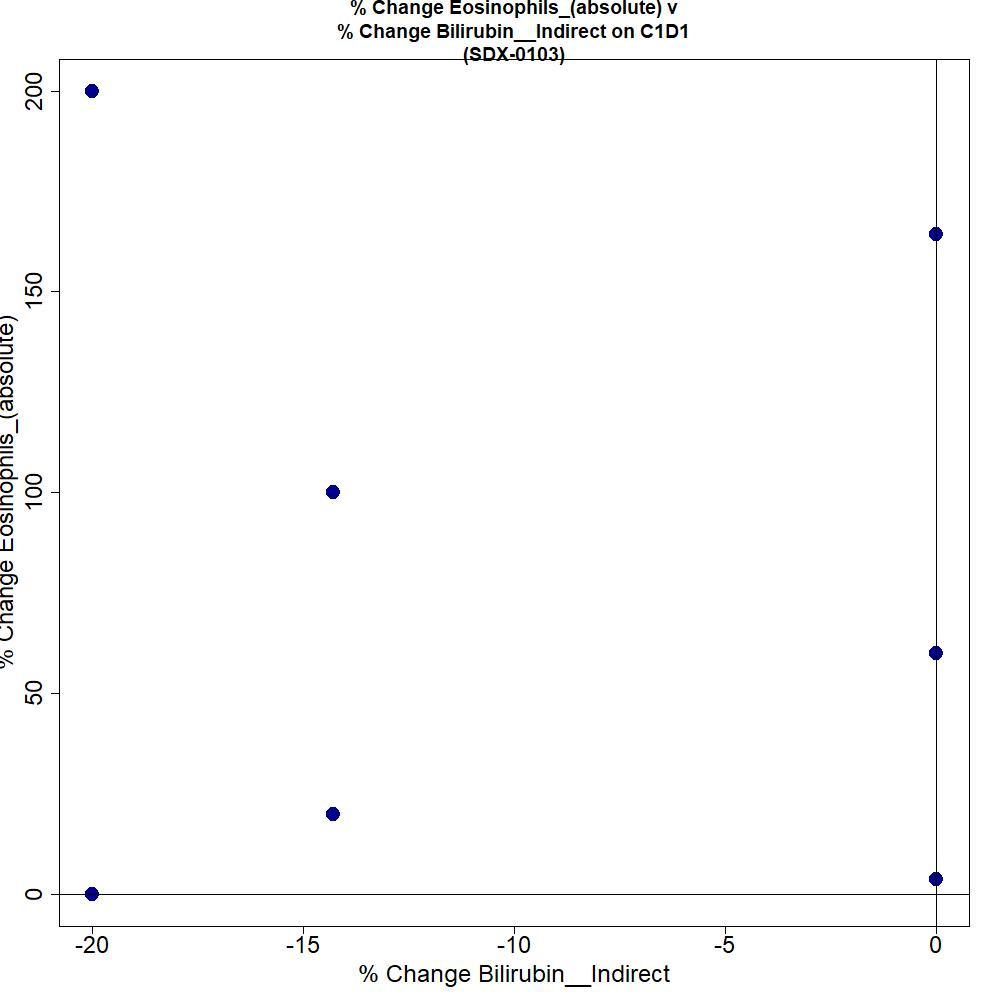 % Change Eosinophils_(absolute) v
% Change Bilirubin__Indirect on C1D1
(SDX-0103)
% Change Eosinophils_(absolute)
200
150
100
50
0
-20
-15
-10
-5
0
% Change Bilirubin__Indirect